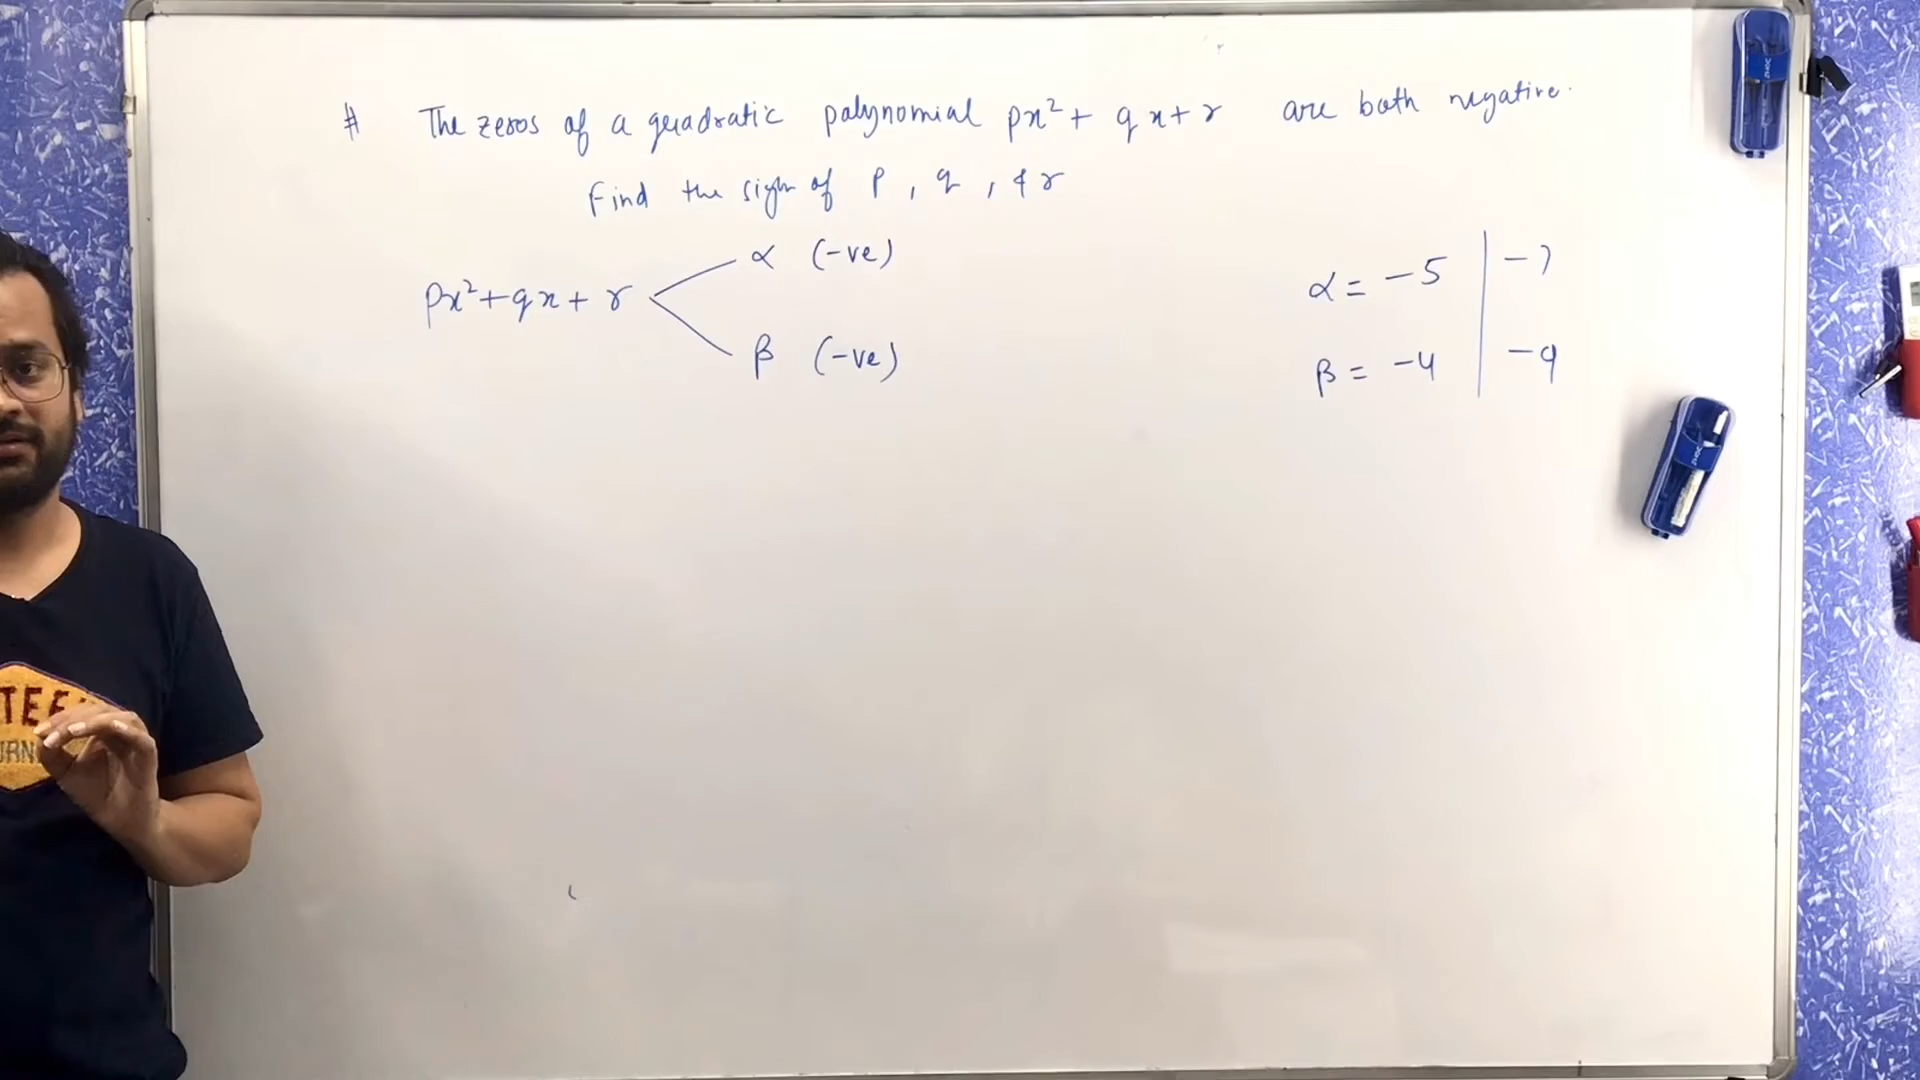 # The zeros of a quadratic polynomial px² + qx + r are both negative.
Find the sign of p, q, & r
px² + qx + r
α (-ve)
β (-ve)
α = -5 | -7
β = -4 | -9